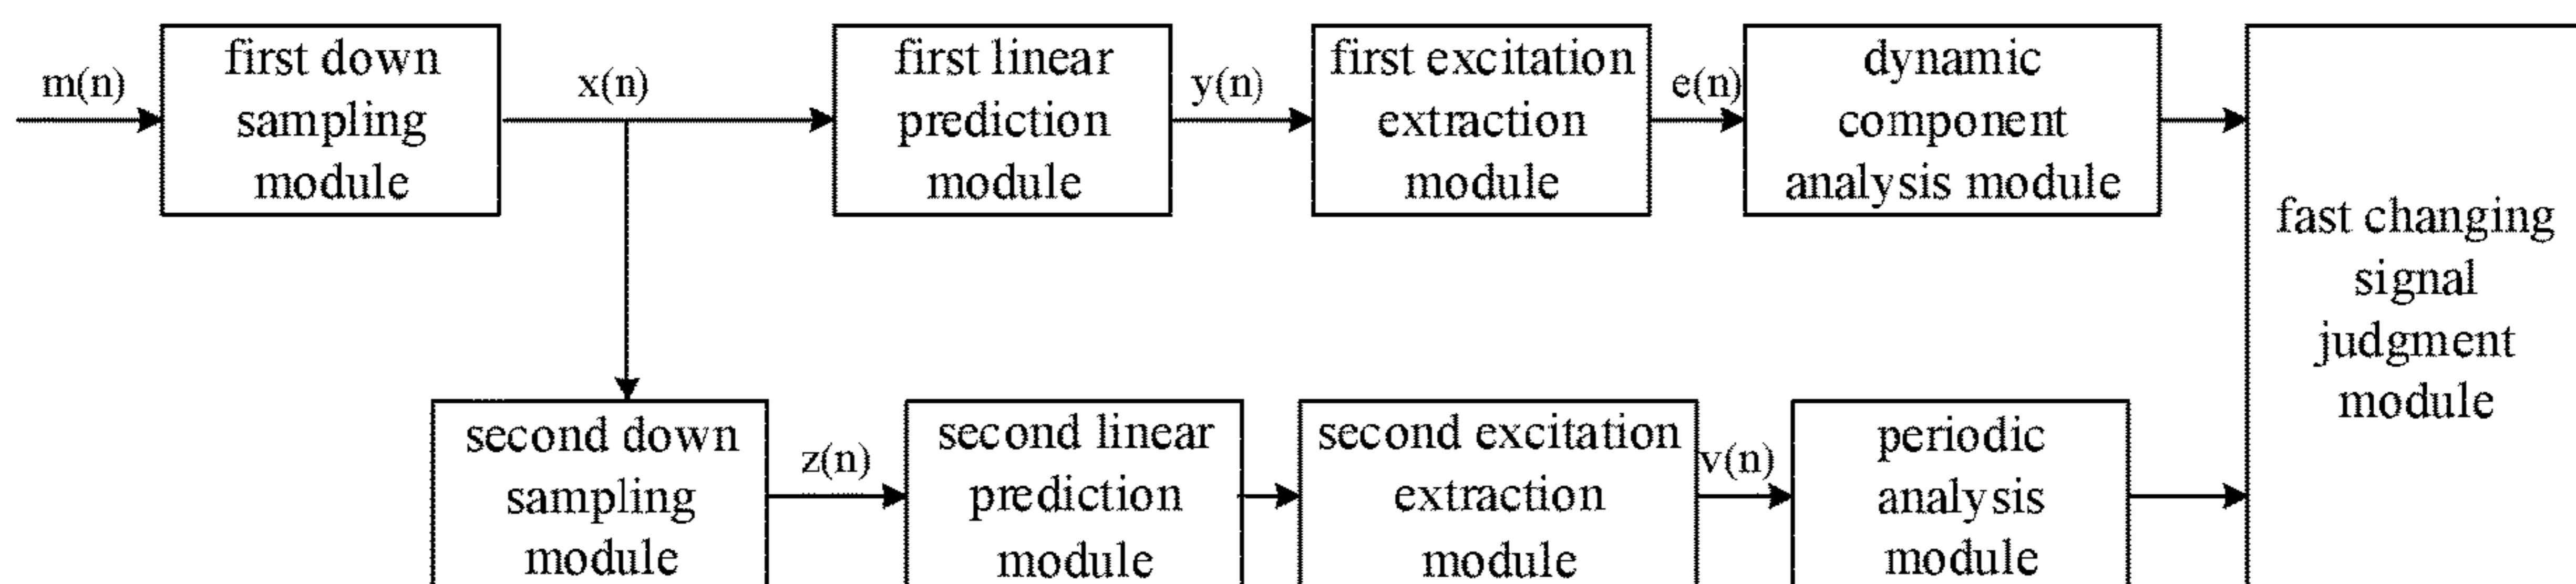 m(n)
first down
sampling
module
x(n)
first linear
prediction
module
y(n)
first excitation
extraction
module
e(n)
dynamic
component
analysis module
fast changing
signal
judgment
module
second down
sampling
module
z(n)
second linear
prediction
module
second excitation
extraction
module
v(n)
periodic
analysis
module